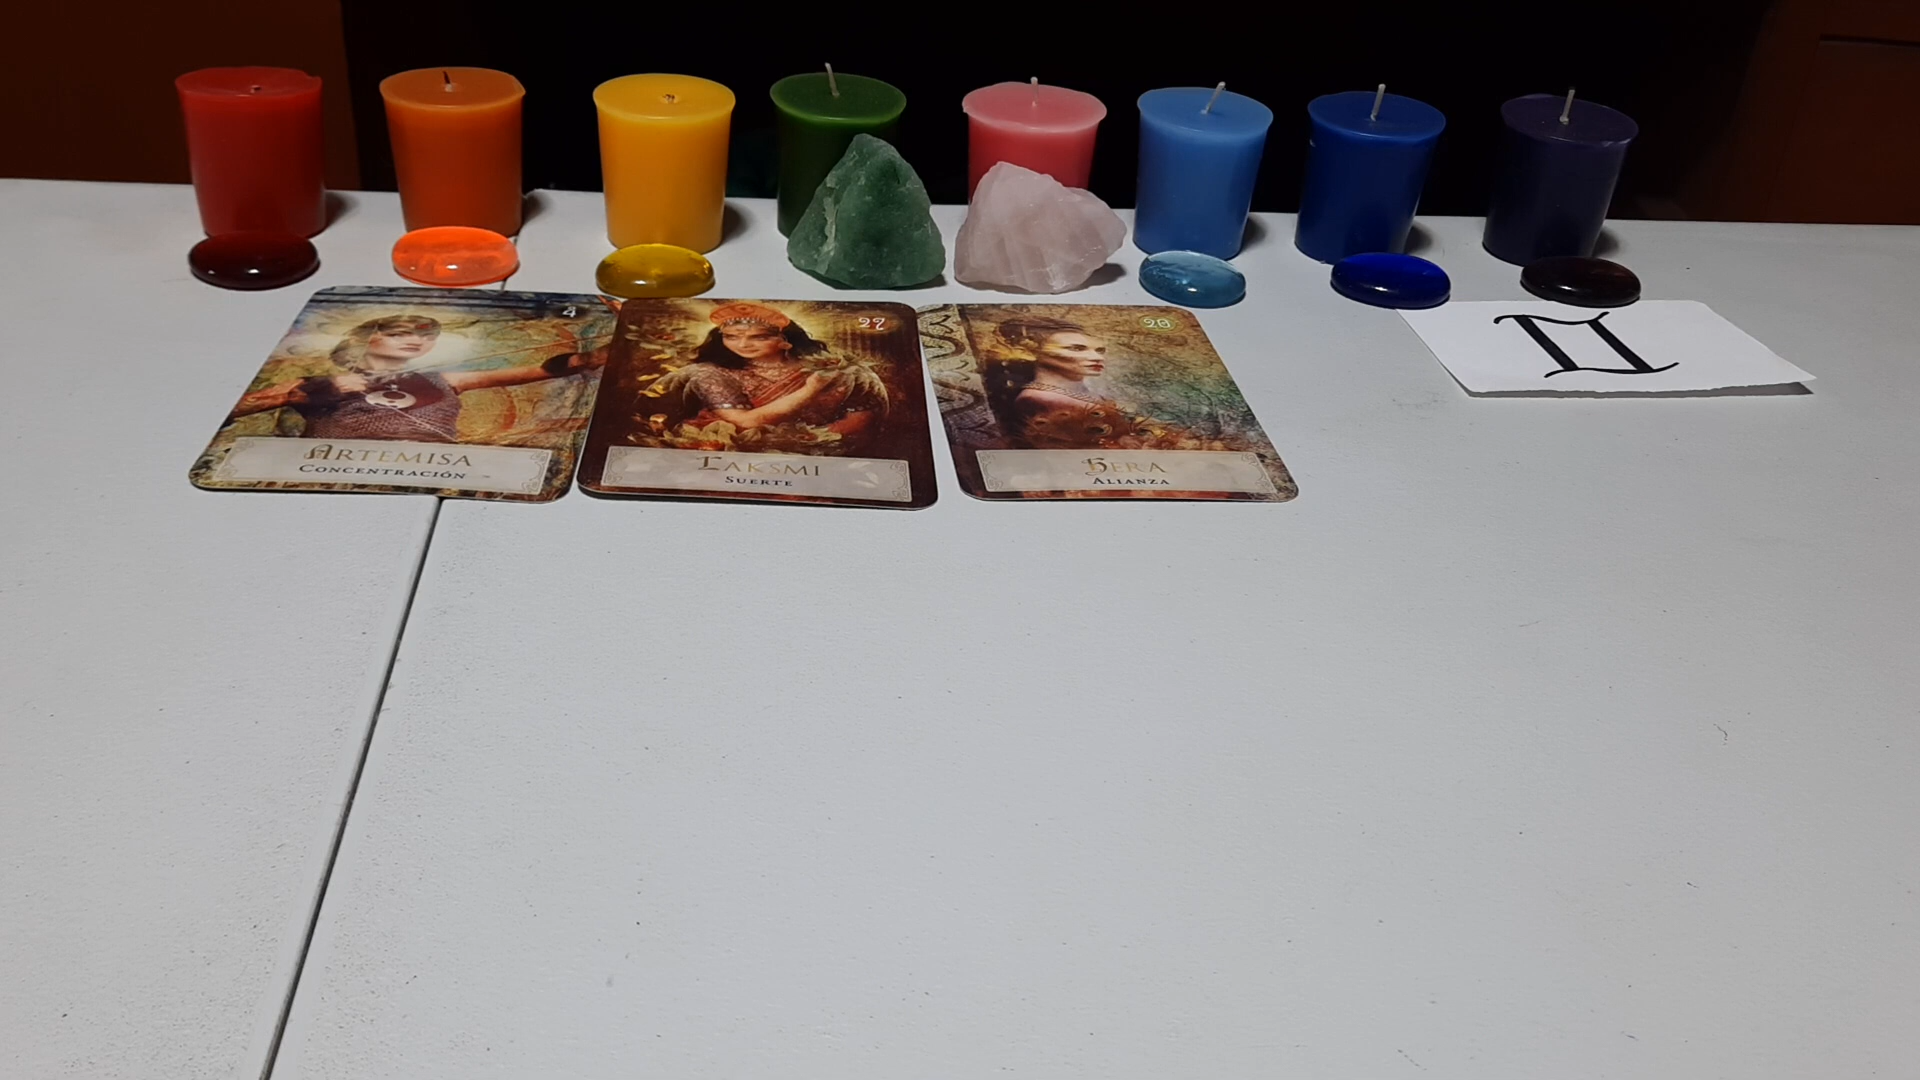 4
ARTEMISA
CONCENTRACIÓN
27
LAKSMI
SUERTE
20
HERA
ALIANZA
♊